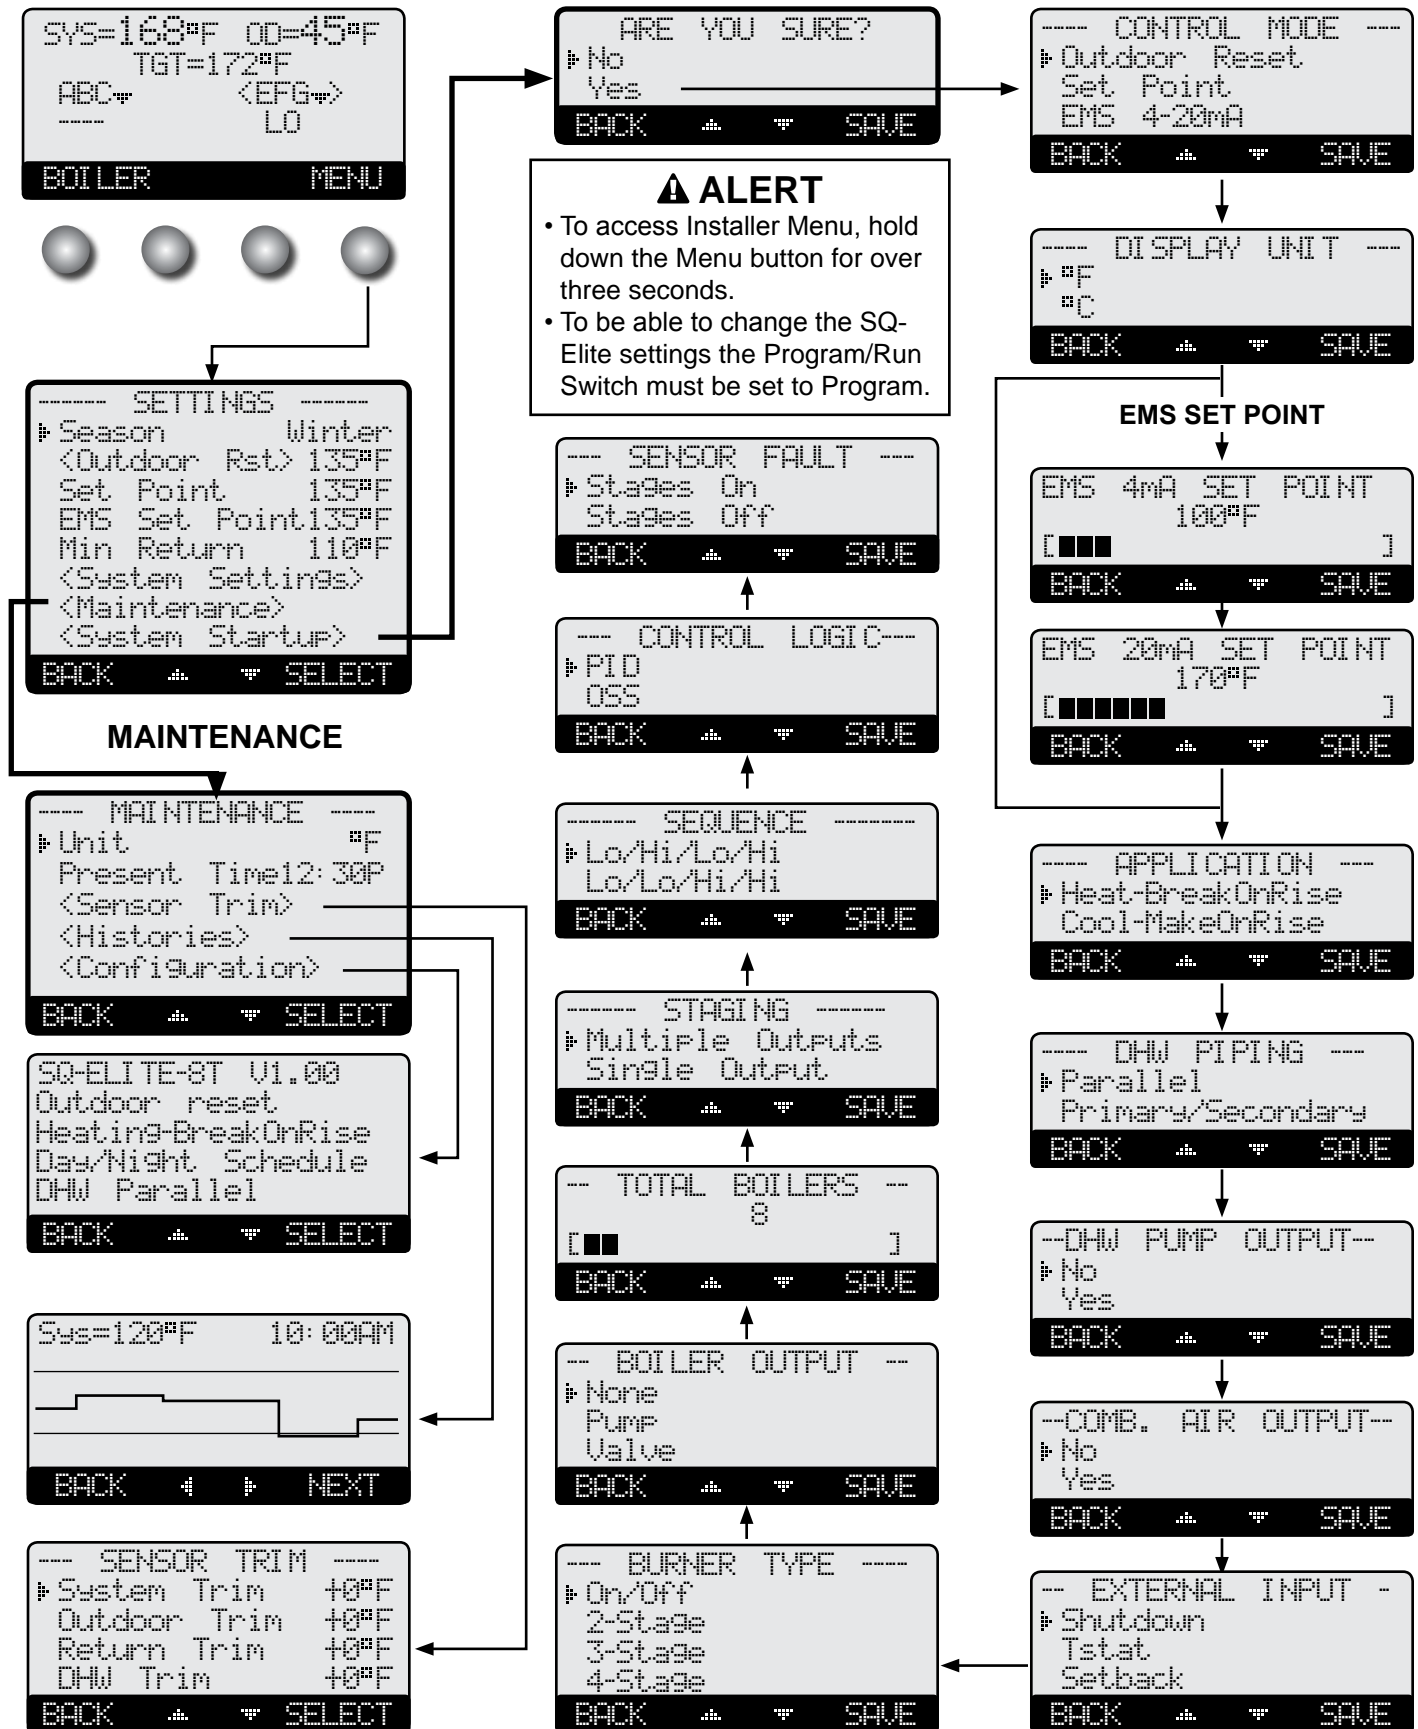 SYS=168°F OD=45°F
TGT=172°F
ABC <EFG>
---- LO
BOILER MENU
------ SETTINGS ------
Season Winter
<Outdoor Rst> 135°F
Set Point 135°F
EMS Set Point135°F
Min Return 110°F
<System Settings>
<Maintenance>
<System Startup>
BACK SELECT
MAINTENANCE
---- MAINTENANCE ----
Unit °F
Present Time12:30P
<Sensor Trim>
<Histories>
<Configuration>
BACK SELECT
SQ-ELITE-8T V1.00
Outdoor reset
Heating-BreakOnRise
Day/Night Schedule
DHW Parallel
BACK SELECT
Sys=120°F 10:00AM
BACK NEXT
--- SENSOR TRIM ----
System Trim +0°F
Outdoor Trim +0°F
Return Trim +0°F
DHW Trim +0°F
BACK SELECT
ARE YOU SURE?
No
Yes
BACK SAVE
ALERT
• To access Installer Menu, hold
down the Menu button for over
three seconds.
• To be able to change the SQ-
Elite settings the Program/Run
Switch must be set to Program.
--- SENSOR FAULT ---
Stages On
Stages Off
BACK SAVE
--- CONTROL LOGIC---
PID
OSS
BACK SAVE
----- SEQUENCE -------
Lo/Hi/Lo/Hi
Lo/Lo/Hi/Hi
BACK SAVE
------ STAGING ------
Multiple Outputs
Single Output
BACK SAVE
-- TOTAL BOILERS --
8
[ ]
BACK SAVE
-- BOILER OUTPUT --
None
Pump
Valve
BACK SAVE
--- BURNER TYPE ----
On/Off
2-Stage
3-Stage
4-Stage
BACK SAVE
---- CONTROL MODE ---
Outdoor Reset
Set Point
EMS 4-20mA
BACK SAVE
---- DISPLAY UNIT ---
°F
°C
BACK SAVE
EMS SET POINT
EMS 4mA SET POINT
100°F
[ ]
BACK SAVE
EMS 20mA SET POINT
170°F
[ ]
BACK SAVE
---- APPLICATION ---
Heat-BreakOnRise
Cool-MakeOnRise
BACK SAVE
---- DHW PIPING ---
Parallel
Primary/Secondary
BACK SAVE
--DHW PUMP OUTPUT--
No
Yes
BACK SAVE
--COMB. AIR OUTPUT--
No
Yes
BACK SAVE
-- EXTERNAL INPUT -
Shutdown
Tstat
Setback
BACK SAVE